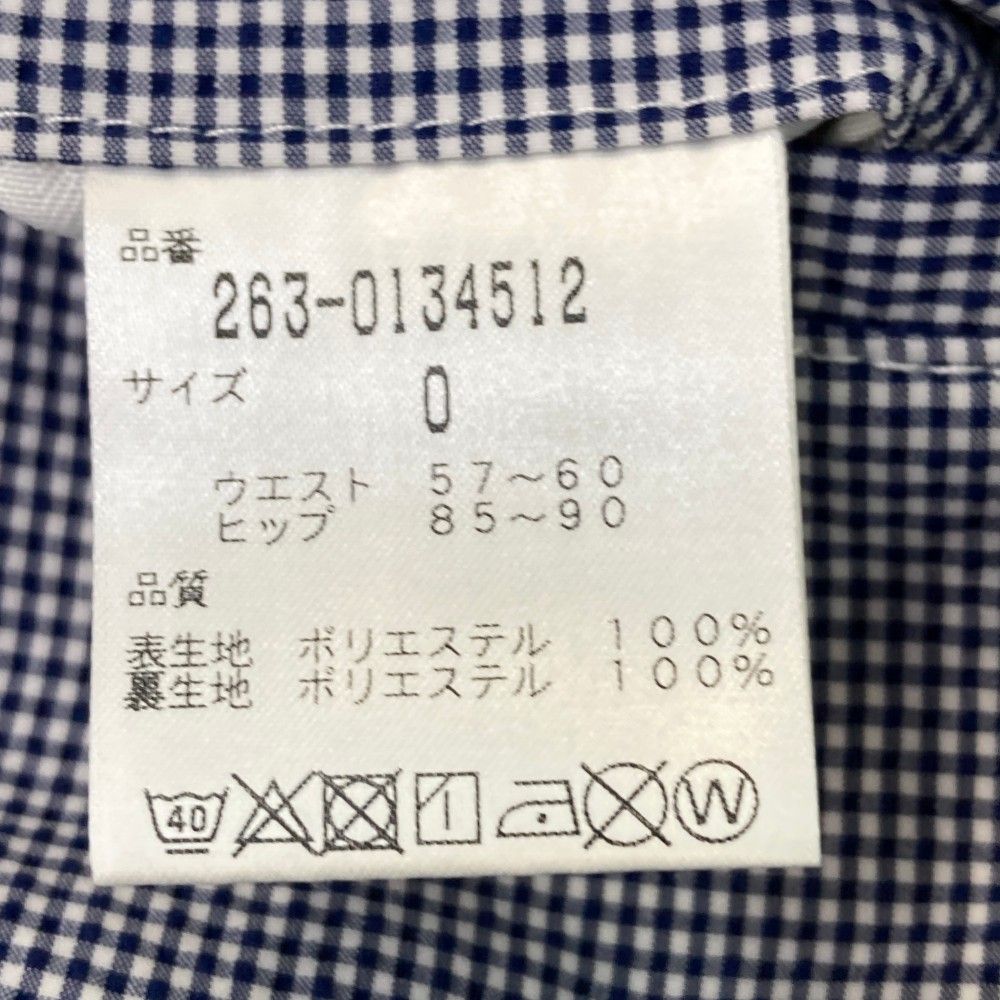 品番
263-0134512
サイズ 0
ウエスト 57~60
ヒップ 85~90
品質
表生地 ポリエステル 100%
裏生地 ポリエステル 100%
40 W